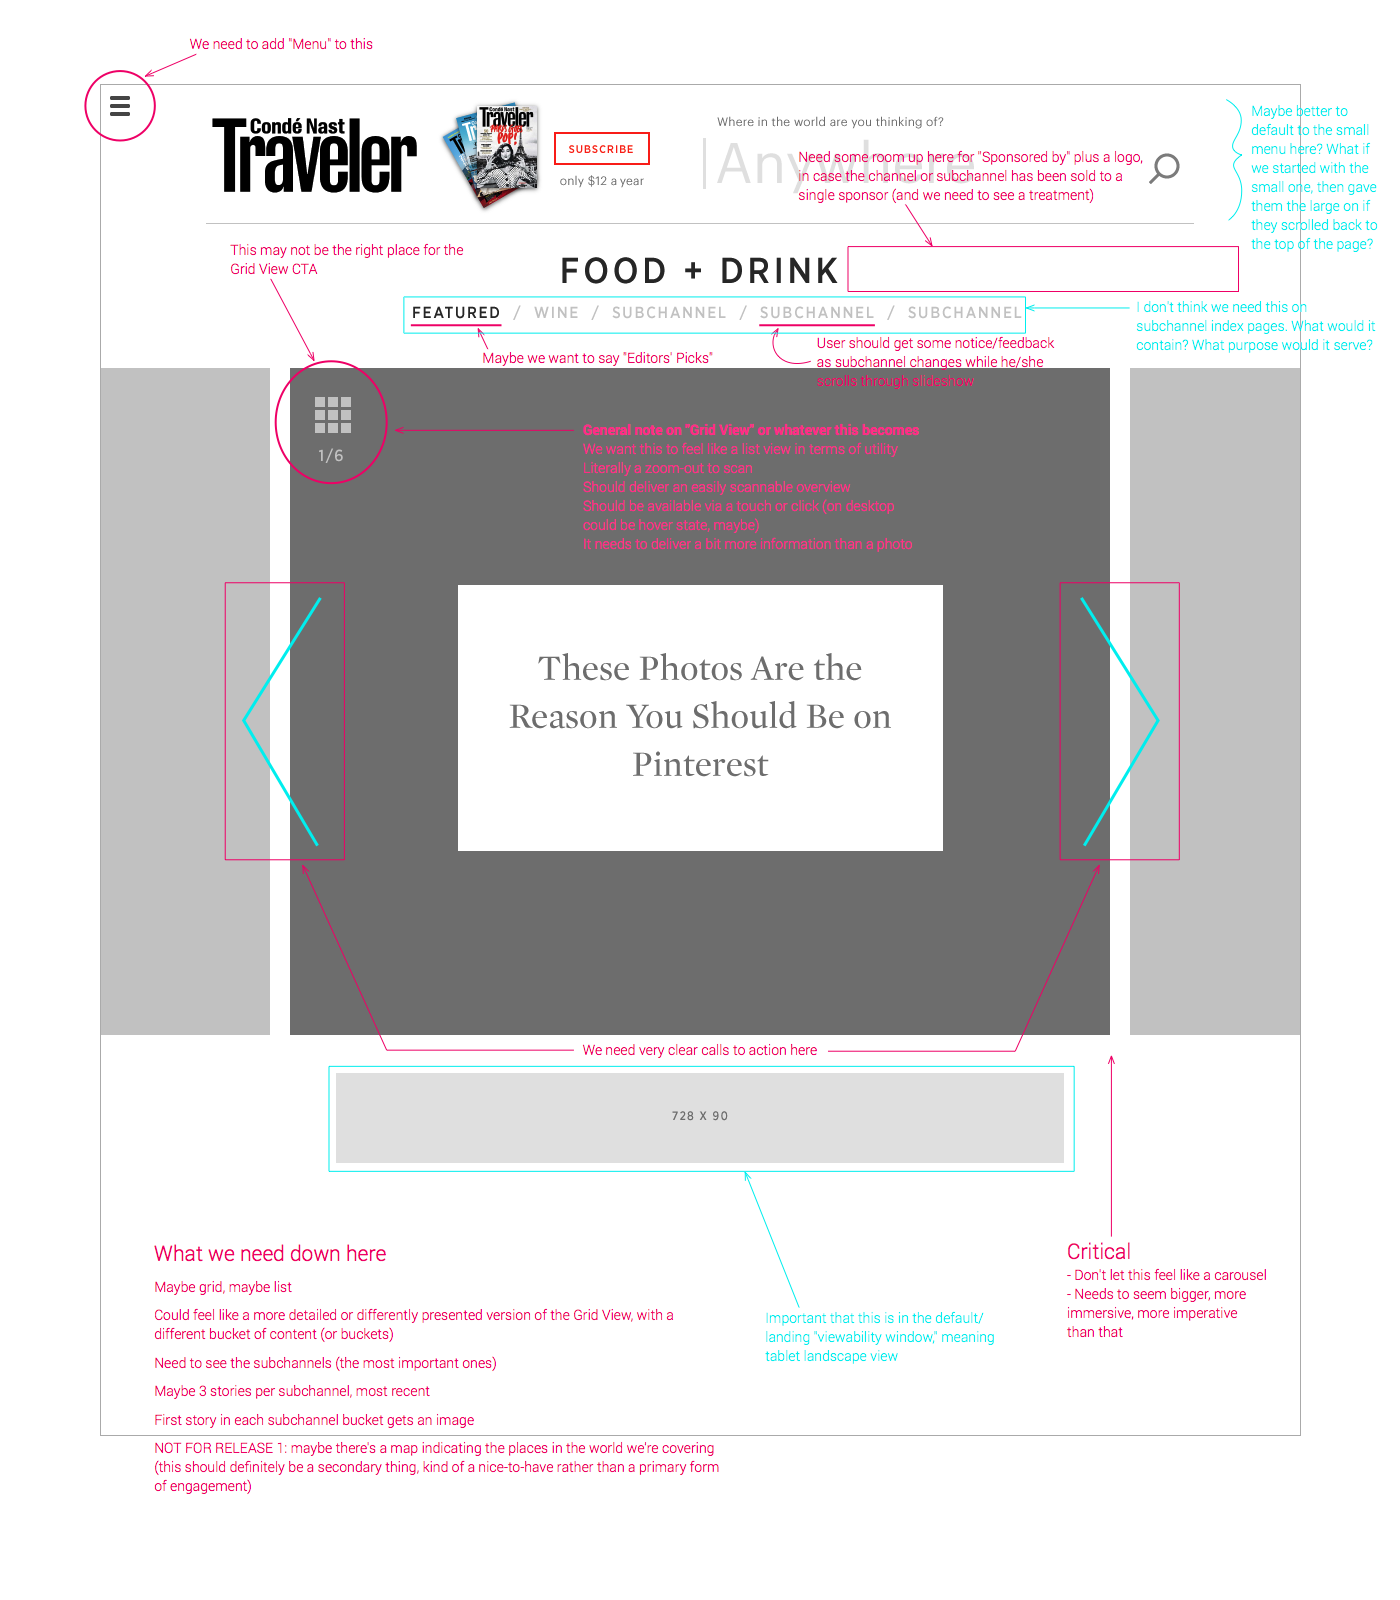 We need to add "Menu" to this
Condé Nast
Traveler
Condé Nast
Traveler
POP!
SUBSCRIBE
only $12 a year
Where in the world are you thinking of?
Anywhere
Need some room up here for "Sponsored by" plus a logo,
in case the channel or subchannel has been sold to a
single sponsor (and we need to see a treatment)
Maybe better to
default to the small
menu here? What if
we started with the
small one, then gave
them the large on if
they scrolled back to
the top of the page?
This may not be the right place for the
Grid View CTA
FOOD + DRINK
FEATURED / WINE / SUBCHANNEL / SUBCHANNEL / SUBCHANNEL
I don't think we need this on
subchannel index pages. What would it
contain? What purpose would it serve?
Maybe we want to say "Editors' Picks"
User should get some notice/feedback
as subchannel changes while he/she
scrolls through slideshow
1/6
General note on "Grid View" or whatever this becomes
We want this to feel like a list view in terms of utility
Literally a zoom-out to scan
Should deliver an easily scannable overview
Should be available via a touch or click (on desktop
could be hover state, maybe)
It needs to deliver a bit more information than a photo
These Photos Are the
Reason You Should Be on
Pinterest
We need very clear calls to action here
728 X 90
What we need down here
Maybe grid, maybe list
Could feel like a more detailed or differently presented version of the Grid View, with a
different bucket of content (or buckets)
Need to see the subchannels (the most important ones)
Maybe 3 stories per subchannel, most recent
First story in each subchannel bucket gets an image
NOT FOR RELEASE 1: maybe there's a map indicating the places in the world we're covering
(this should definitely be a secondary thing, kind of a nice-to-have rather than a primary form
of engagement)
Important that this is in the default/
landing "viewability window," meaning
tablet landscape view
Critical
- Don't let this feel like a carousel
- Needs to seem bigger, more
immersive, more imperative
than that